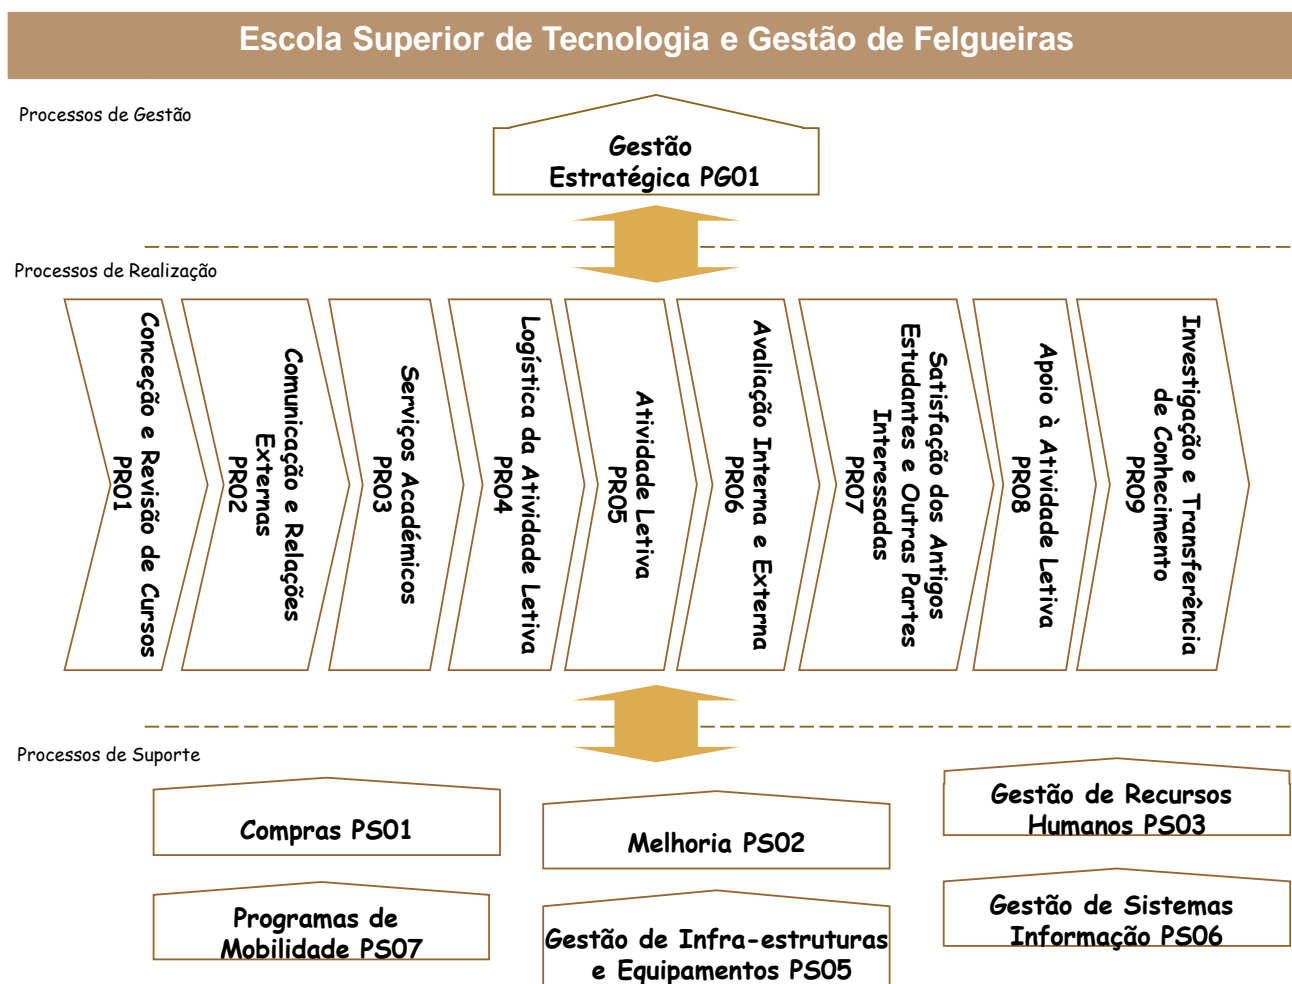 Escola Superior de Tecnologia e Gestão de Felgueiras
Processos de Gestão
Gestão
Estratégica PG01
Processos de Realização
Conceção e Revisão de Cursos
PR01
Comunicação e Relações
Externas
PR02
Serviços Académicos
PR03
Logística da Atividade Letiva
PR04
Atividade Letiva
PR05
Avaliação Interna e Externa
PR06
Satisfação dos Antigos
Estudantes e Outras Partes
Interessadas
PR07
Apoio à Atividade Letiva
PR08
Investigação e Transferência
de Conhecimento
PR09
Processos de Suporte
Compras PS01
Melhoria PS02
Gestão de Recursos
Humanos PS03
Programas de
Mobilidade PS07
Gestão de Infra-estruturas
e Equipamentos PS05
Gestão de Sistemas
Informação PS06